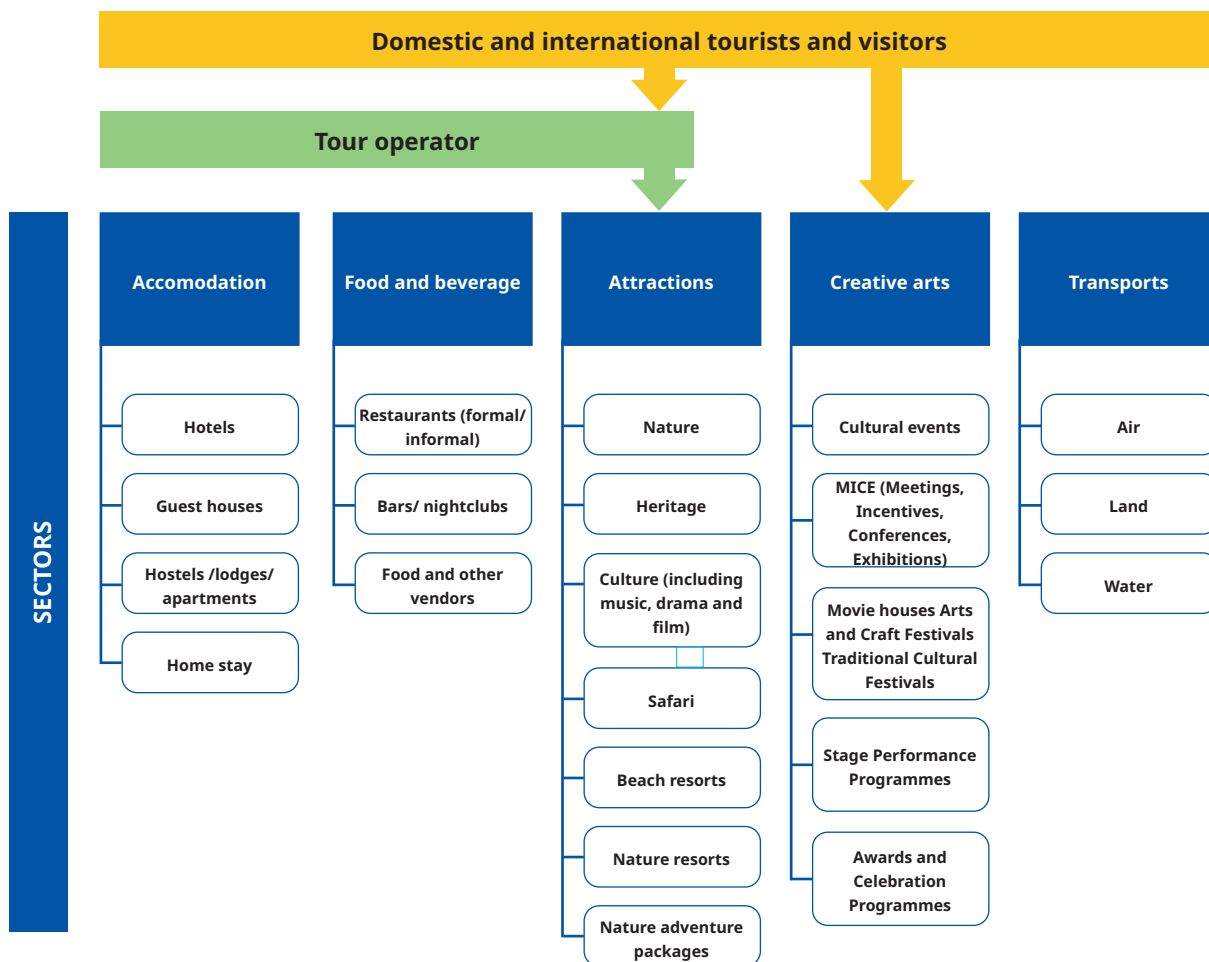 Domestic and international tourists and visitors
Tour operator
SECTORS
Accomodation
Hotels
Guest houses
Hostels /lodges/
apartments
Home stay
Food and beverage
Restaurants (formal/
informal)
Bars/ nightclubs
Food and other
vendors
Attractions
Nature
Heritage
Culture (including
music, drama and
film)
Safari
Beach resorts
Nature resorts
Nature adventure
packages
Creative arts
Cultural events
MICE (Meetings,
Incentives,
Conferences,
Exhibitions)
Movie houses Arts
and Craft Festivals
Traditional Cultural
Festivals
Stage Performance
Programmes
Awards and
Celebration
Programmes
Transports
Air
Land
Water